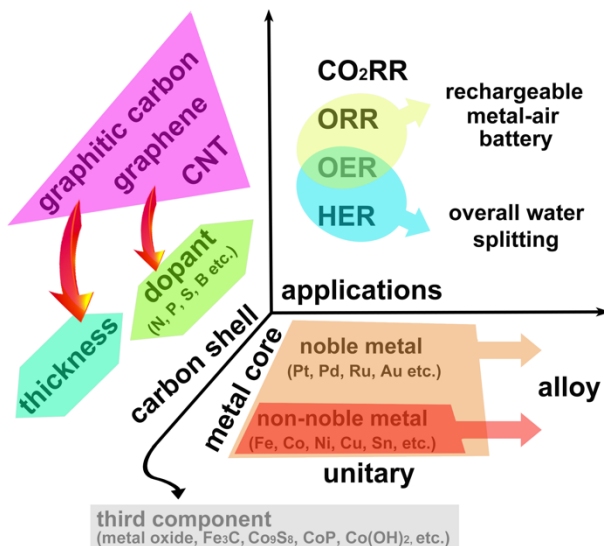 graphitic carbon
graphene
CNT
dopant
(N, P, S, B etc.)
thickness
carbon shell
CO₂RR
ORR
OER
HER
rechargeable
metal-air
battery
overall water
splitting
applications
metal core
noble metal
(Pt, Pd, Ru, Au etc.)
non-noble metal
(Fe, Co, Ni, Cu, Sn, etc.)
alloy
unitary
third component
(metal oxide, Fe₃C, Co₉S₈, CoP, Co(OH)₂, etc.)